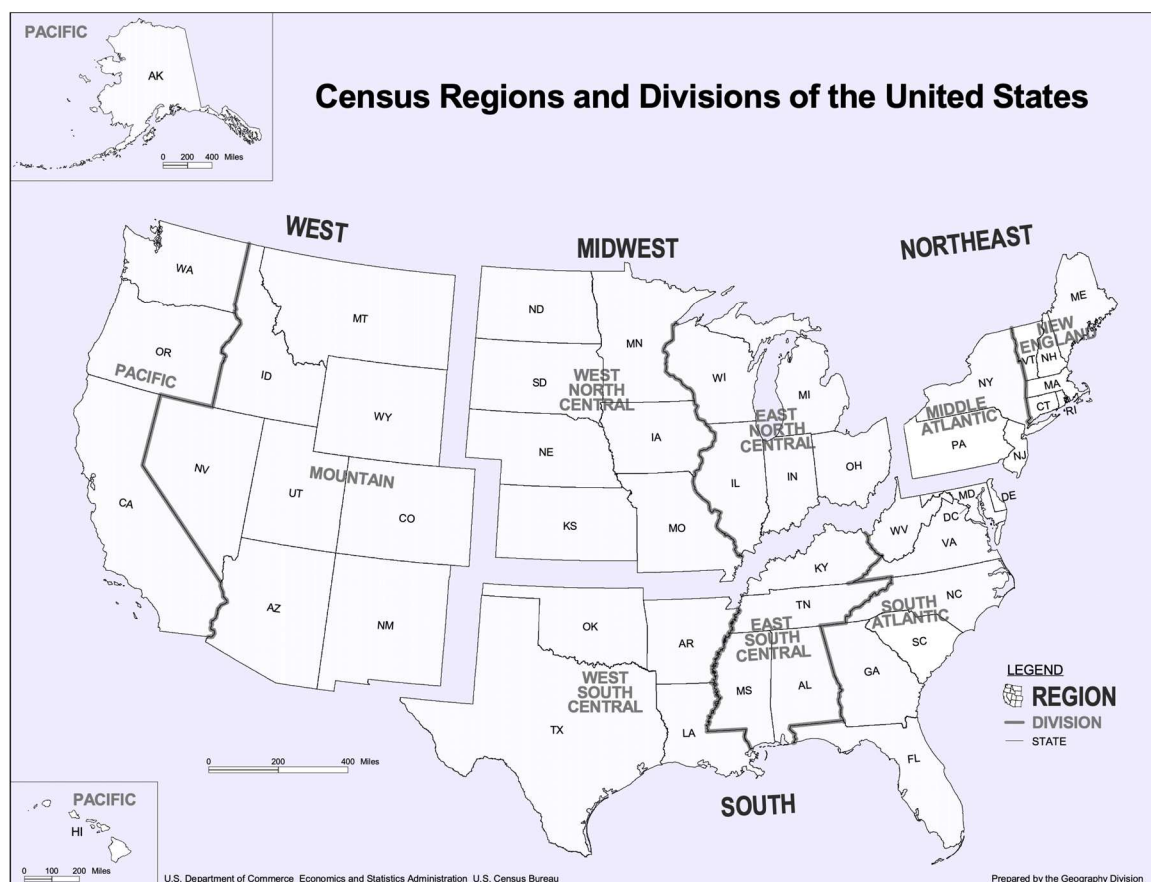 PACIFIC
AK
0 200 400 Miles
Census Regions and Divisions of the United States
WEST
MIDWEST
NORTHEAST
WA
MT
ND
MN
ME
OR
ID
SD
WI
MI
NY
VT
NH
NEW
ENGLAND
MA
CT
RI
PACIFIC
WY
WEST
NORTH
CENTRAL
EAST
NORTH
CENTRAL
MIDDLE
ATLANTIC
PA
NJ
NV
UT
MOUNTAIN
CO
NE
IA
IL
IN
OH
CA
KS
MO
WV
MD
DE
DC
VA
KY
AZ
NM
OK
AR
TN
NC
EAST
SOUTH
CENTRAL
SOUTH
ATLANTIC
SC
WEST
SOUTH
CENTRAL
TX
LA
MS
AL
GA
FL
LEGEND
REGION
DIVISION
STATE
0 200 400 Miles
SOUTH
PACIFIC
HI
0 100 200 Miles
U.S. Department of Commerce Economics and Statistics Administration U.S. Census Bureau
Prepared by the Geography Division